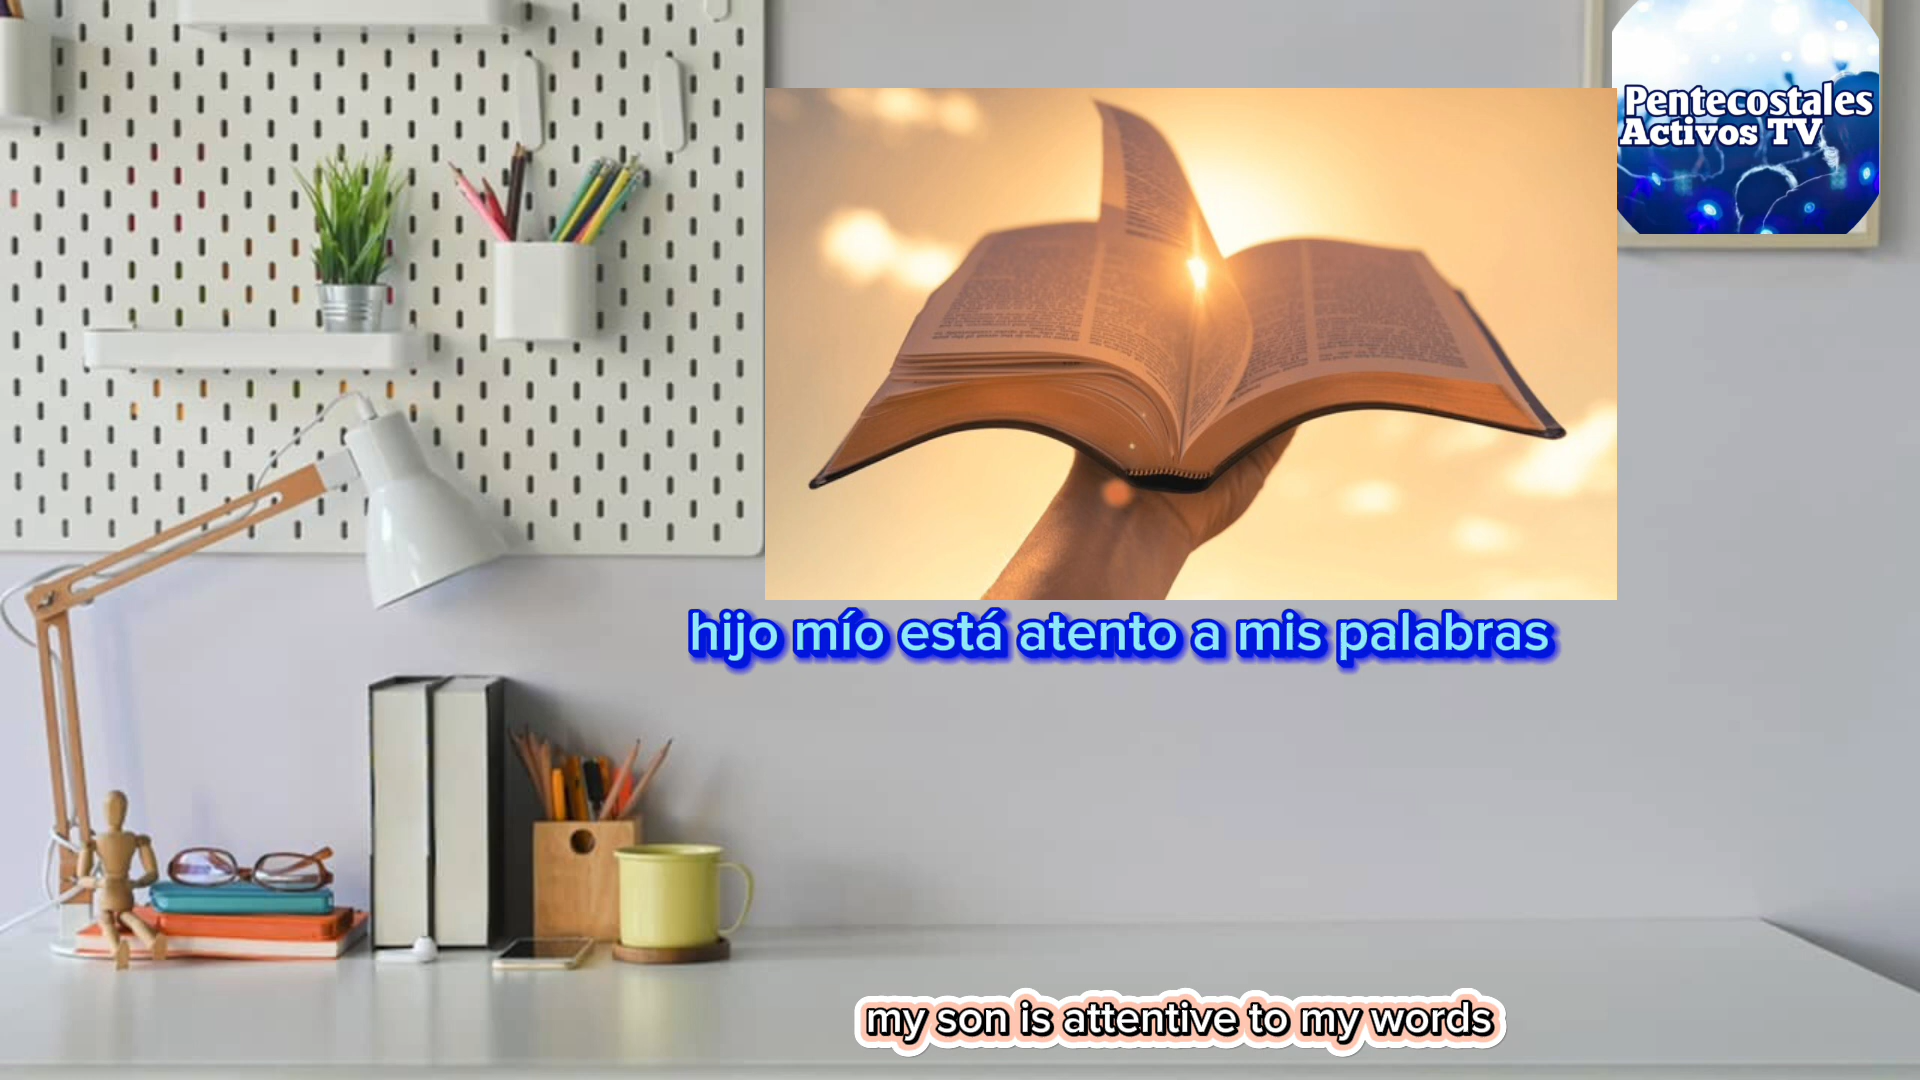 Pentecostales
Activos TV
hijo mío está atento a mis palabras
my son is attentive to my words